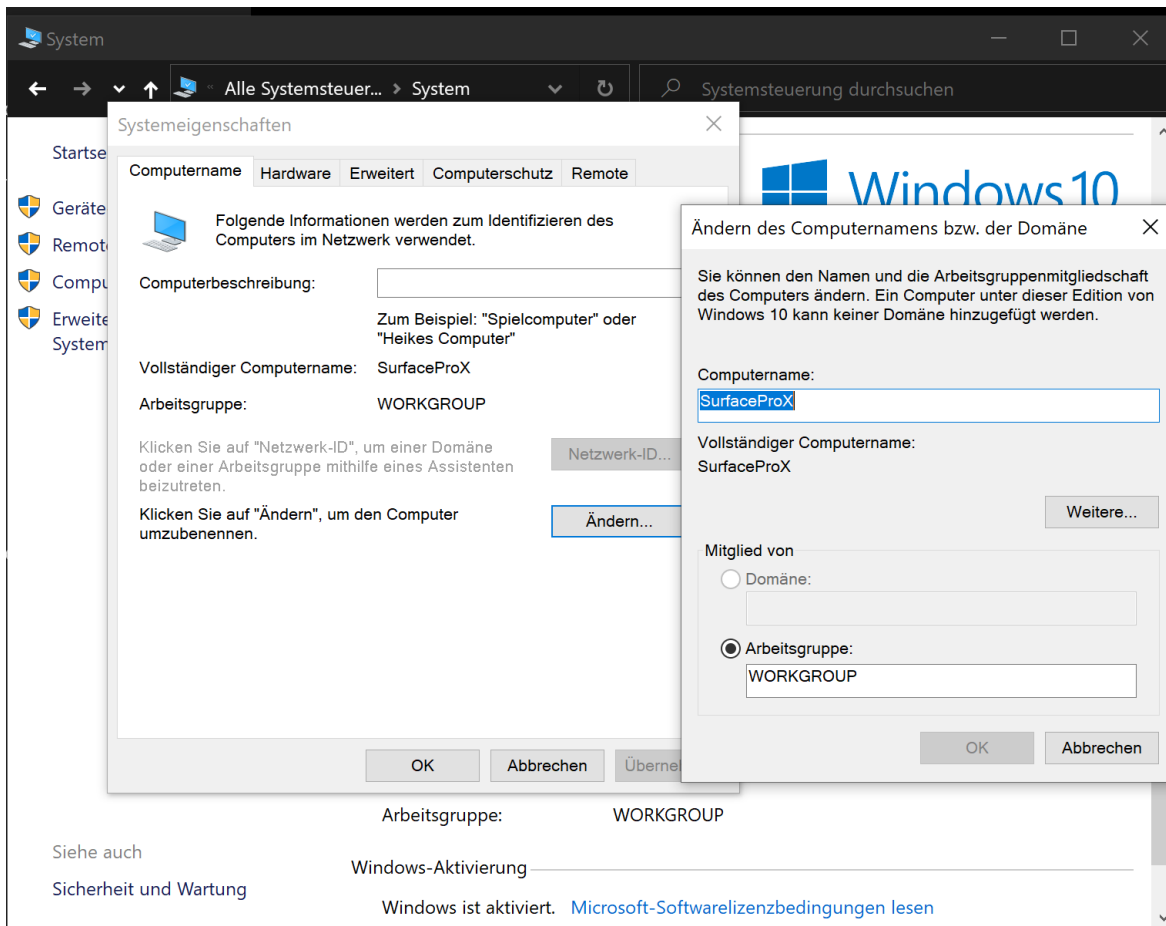 System
Alle Systemsteuer... > System
Systemsteuerung durchsuchen
Systemeigenschaften
Startse
Geräte
Remot
Compu
Erweite
System
Computername Hardware Erweitert Computerschutz Remote
Folgende Informationen werden zum Identifizieren des
Computers im Netzwerk verwendet.
Computerbeschreibung:
Zum Beispiel: "Spielcomputer" oder
"Heikes Computer"
Vollständiger Computername: SurfaceProX
Arbeitsgruppe: WORKGROUP
Klicken Sie auf "Netzwerk-ID", um einer Domäne
oder einer Arbeitsgruppe mithilfe eines Assistenten
beizutreten.
Netzwerk-ID...
Klicken Sie auf "Ändern", um den Computer
umzubenennen.
Ändern...
OK Abbrechen Überne
Windows 10
Ändern des Computernamens bzw. der Domäne
Sie können den Namen und die Arbeitsgruppenmitgliedschaft
des Computers ändern. Ein Computer unter dieser Edition von
Windows 10 kann keiner Domäne hinzugefügt werden.
Computername:
SurfaceProX
Vollständiger Computername:
SurfaceProX
Weitere...
Mitglied von
Domäne:
Arbeitsgruppe:
WORKGROUP
OK Abbrechen
Arbeitsgruppe: WORKGROUP
Siehe auch
Sicherheit und Wartung
Windows-Aktivierung
Windows ist aktiviert. Microsoft-Softwarelizenzbedingungen lesen